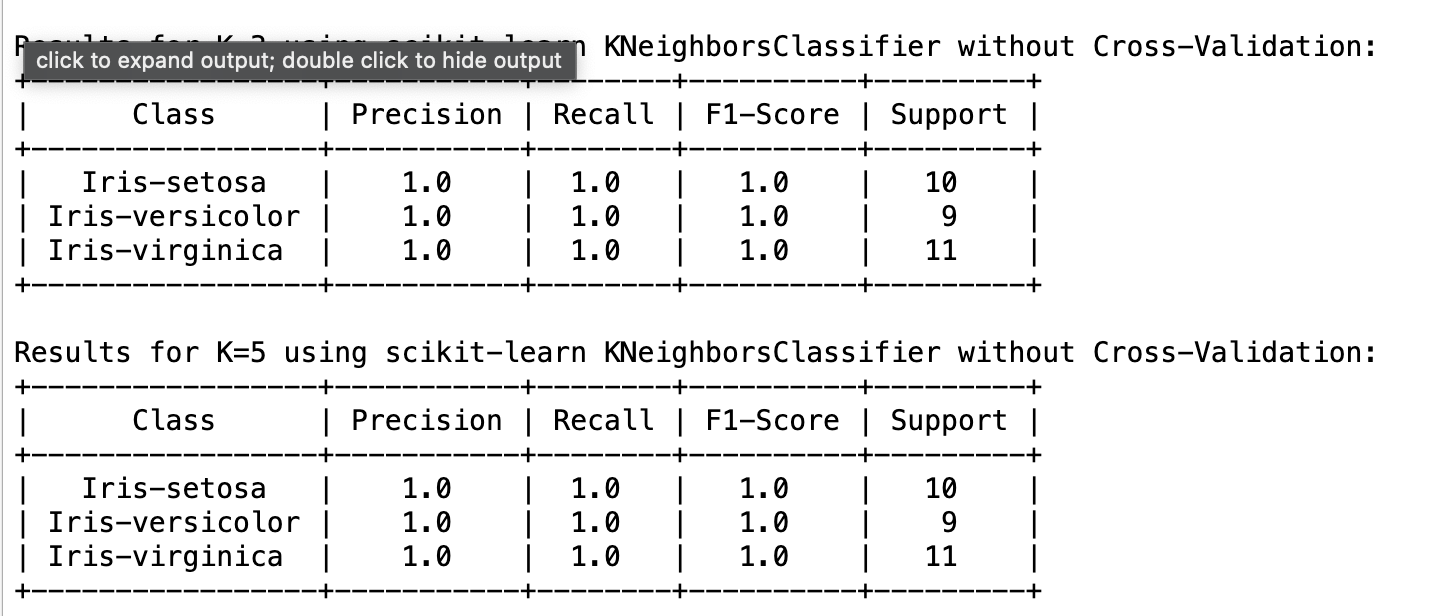 KNeighborsClassifier without Cross-Validation:
click to expand output; double click to hide output
+-----------------+-----------+--------+----------+---------+
| Class | Precision | Recall | F1-Score | Support |
+-----------------+-----------+--------+----------+---------+
| Iris-setosa | 1.0 | 1.0 | 1.0 | 10 |
| Iris-versicolor | 1.0 | 1.0 | 1.0 | 9 |
| Iris-virginica | 1.0 | 1.0 | 1.0 | 11 |
+-----------------+-----------+--------+----------+---------+
Results for K=5 using scikit-learn KNeighborsClassifier without Cross-Validation:
+-----------------+-----------+--------+----------+---------+
| Class | Precision | Recall | F1-Score | Support |
+-----------------+-----------+--------+----------+---------+
| Iris-setosa | 1.0 | 1.0 | 1.0 | 10 |
| Iris-versicolor | 1.0 | 1.0 | 1.0 | 9 |
| Iris-virginica | 1.0 | 1.0 | 1.0 | 11 |
+-----------------+-----------+--------+----------+---------+